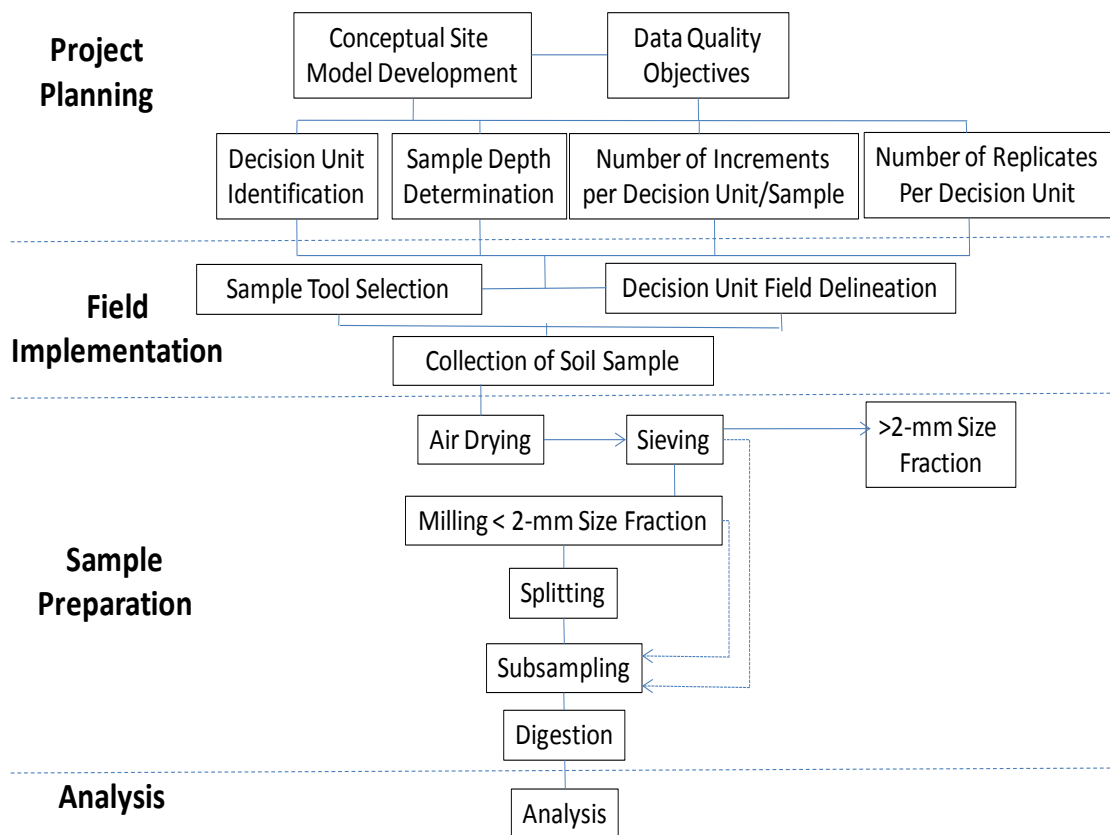 Project
Planning
Conceptual Site
Model Development
Data Quality
Objectives
Decision Unit
Identification
Sample Depth
Determination
Number of Increments
per Decision Unit/Sample
Number of Replicates
Per Decision Unit
Field
Implementation
Sample Tool Selection
Decision Unit Field Delineation
Collection of Soil Sample
Sample
Preparation
Air Drying
Sieving
>2-mm Size
Fraction
Milling < 2-mm Size Fraction
Splitting
Subsampling
Digestion
Analysis
Analysis